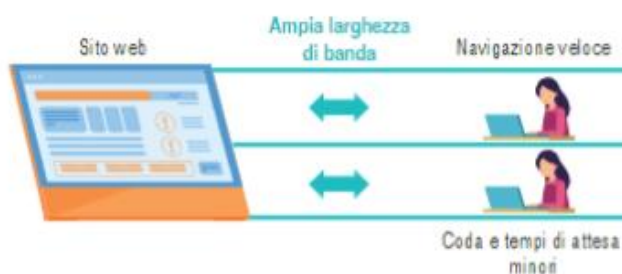 Sito web
Ampia larghezza
di banda
Navigazione veloce
Coda e tempi di attesa
minori